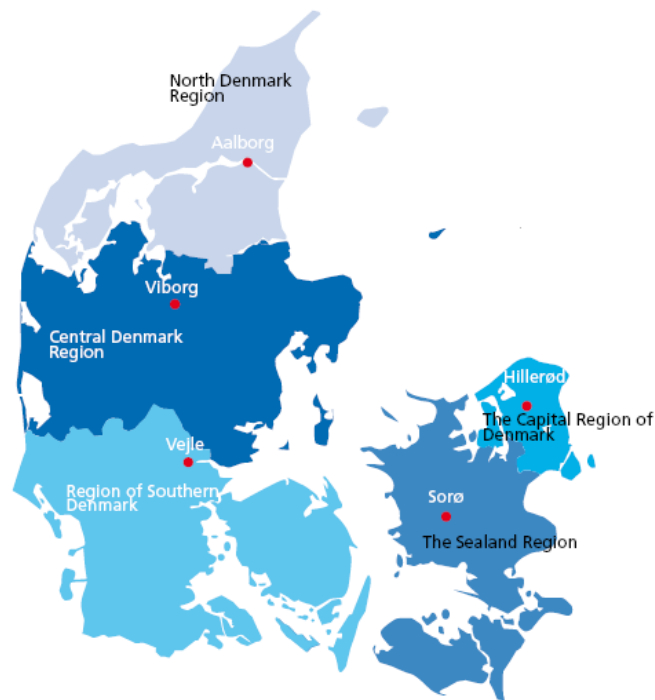 North Denmark
Region
Aalborg
Viborg
Central Denmark
Region
Hillerød
The Capital Region of
Denmark
Vejle
Region of Southern
Denmark
Sorø
The Sealand Region